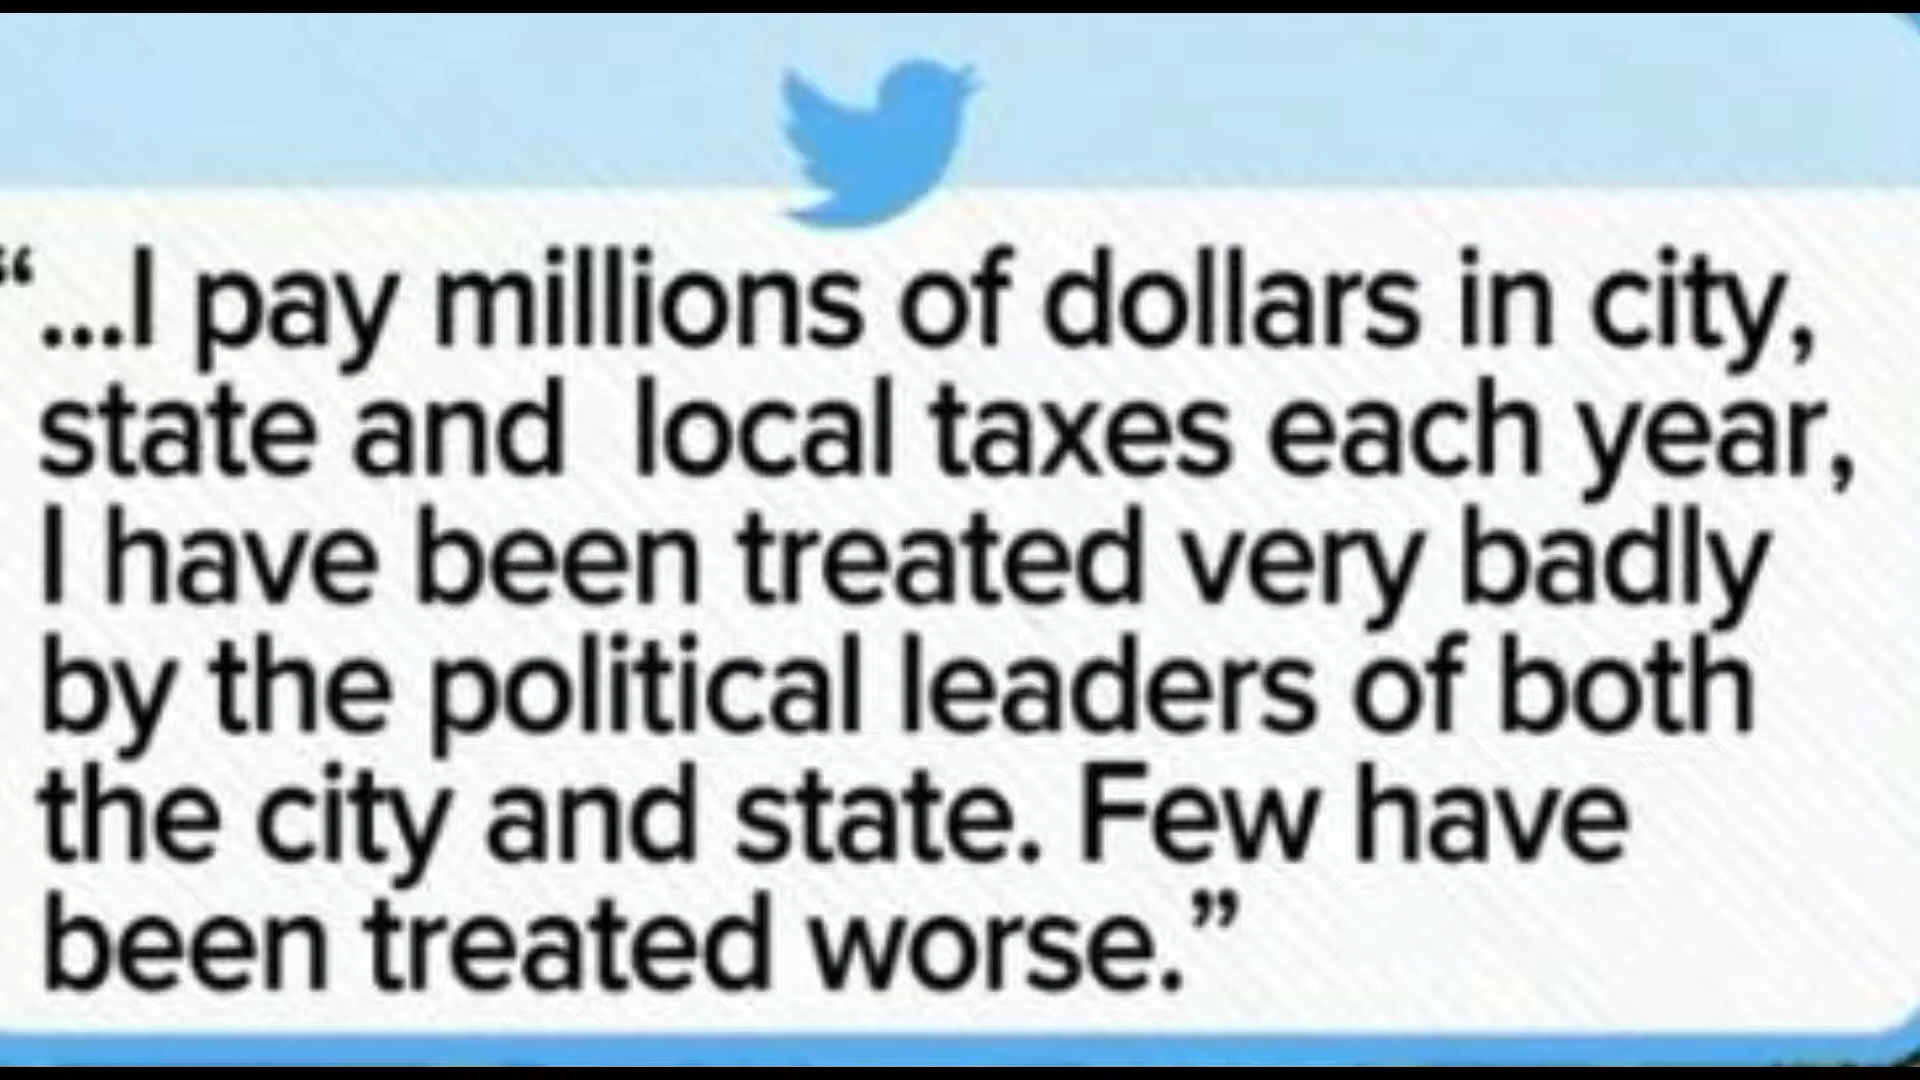 “...I pay millions of dollars in city,
state and local taxes each year,
I have been treated very badly
by the political leaders of both
the city and state. Few have
been treated worse.”